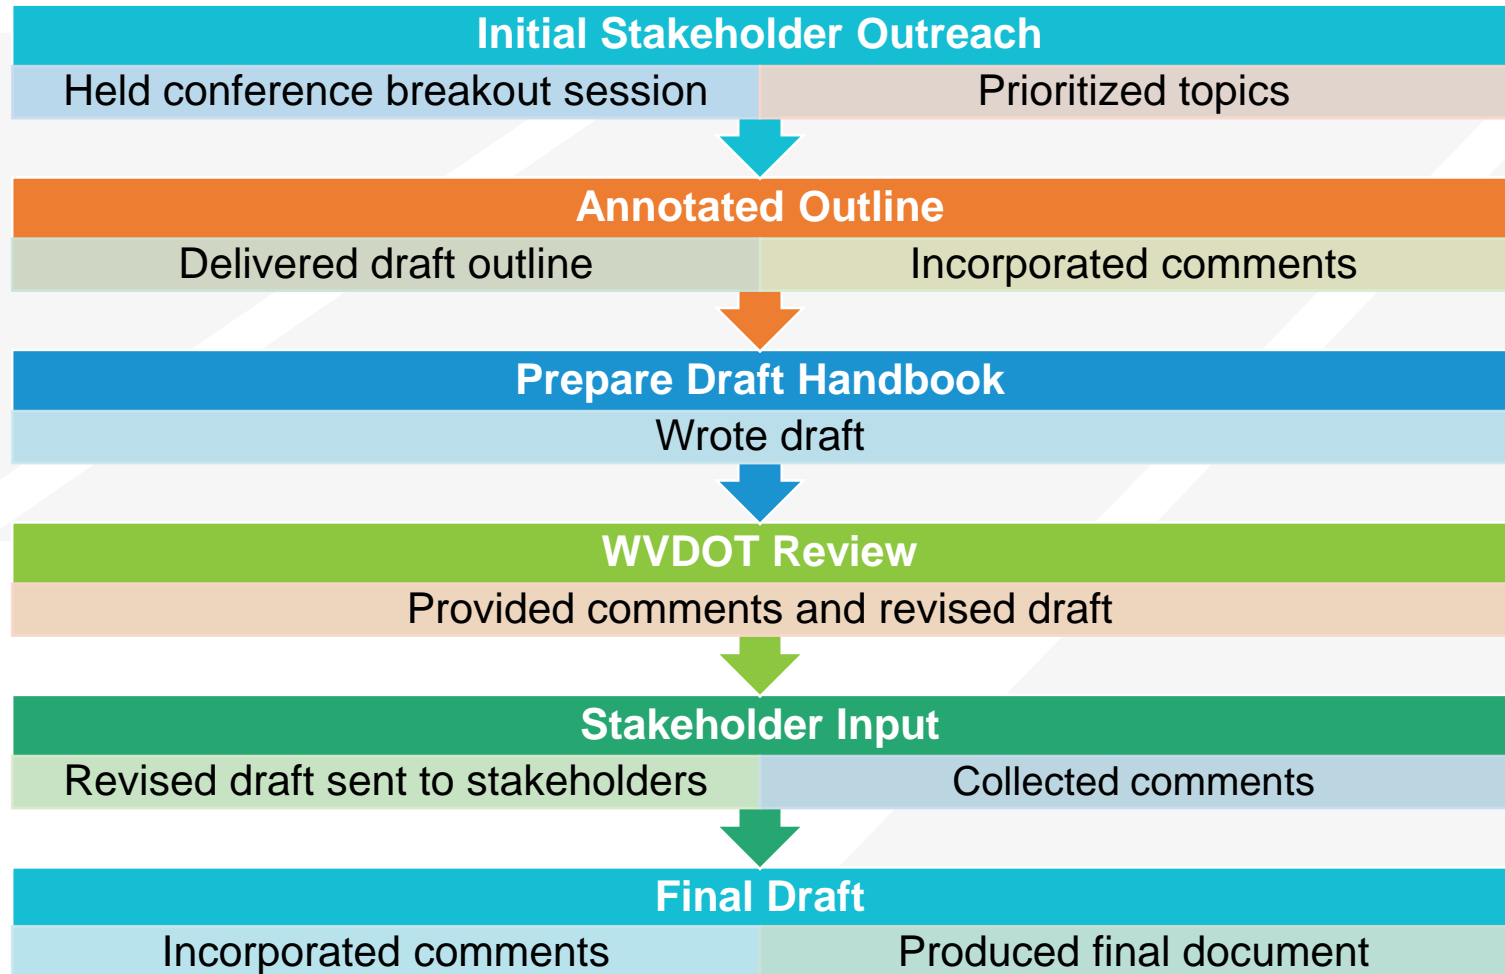 Initial Stakeholder Outreach
Held conference breakout session
Prioritized topics
Annotated Outline
Delivered draft outline
Incorporated comments
Prepare Draft Handbook
Wrote draft
WVDOT Review
Provided comments and revised draft
Stakeholder Input
Revised draft sent to stakeholders
Collected comments
Final Draft
Incorporated comments
Produced final document